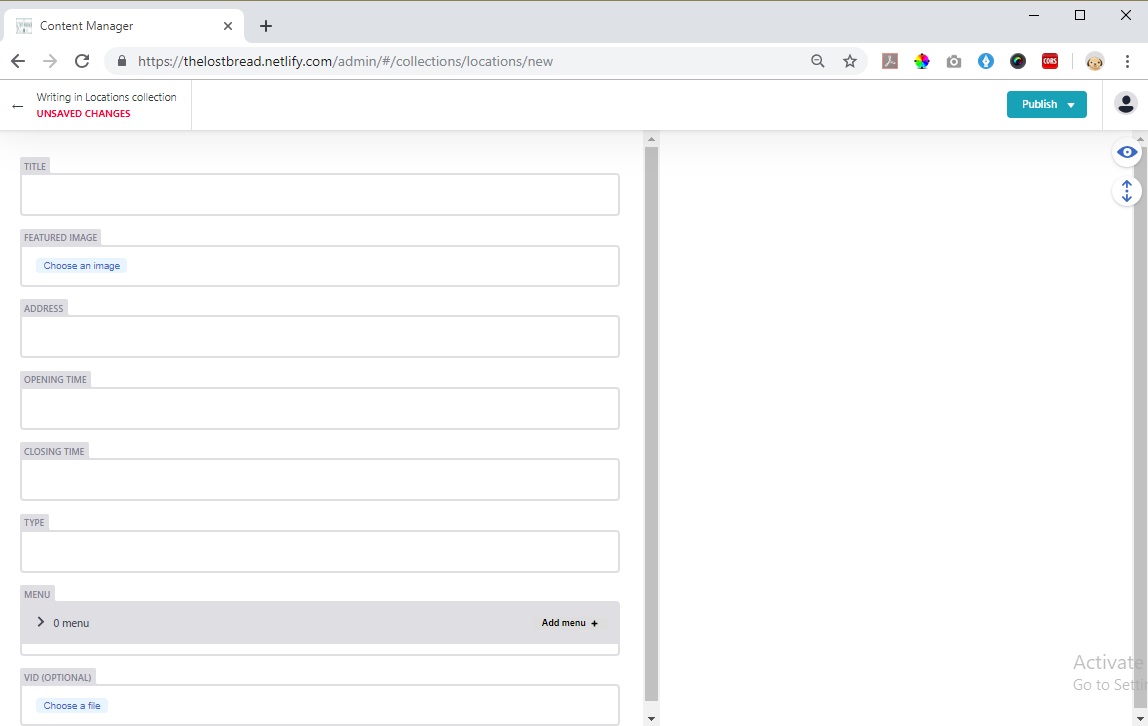 Content Manager
https://thelostbread.netlify.com/admin/#/collections/locations/new
CORS
Writing in Locations collection
UNSAVED CHANGES
Publish
TITLE
FEATURED IMAGE
Choose an image
ADDRESS
OPENING TIME
CLOSING TIME
TYPE
MENU
0 menu
Add menu +
VID (OPTIONAL)
Choose a file
Activate
Go to Settin